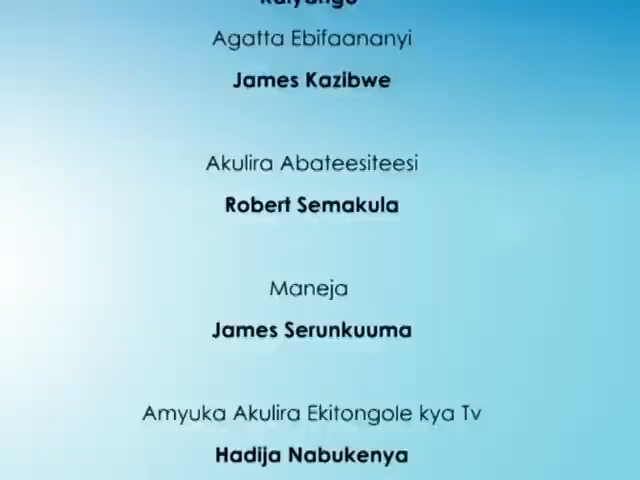 Agatta Ebifaananyi
James Kazibwe
Akulira Abateesiteesi
Robert Semakula
Maneja
James Serunkuuma
Amyuka Akulira Ekitongole kya Tv
Hadija Nabukenya